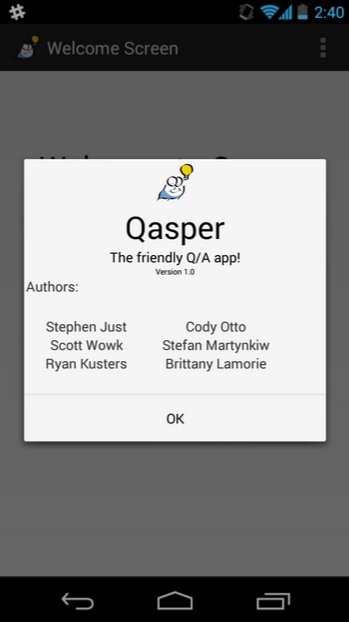 2:40
Welcome Screen
Qasper
The friendly Q/A app!
Version 1.0
Authors:
Stephen Just Cody Otto
Scott Wowk Stefan Martynkiw
Ryan Kusters Brittany Lamorie
OK